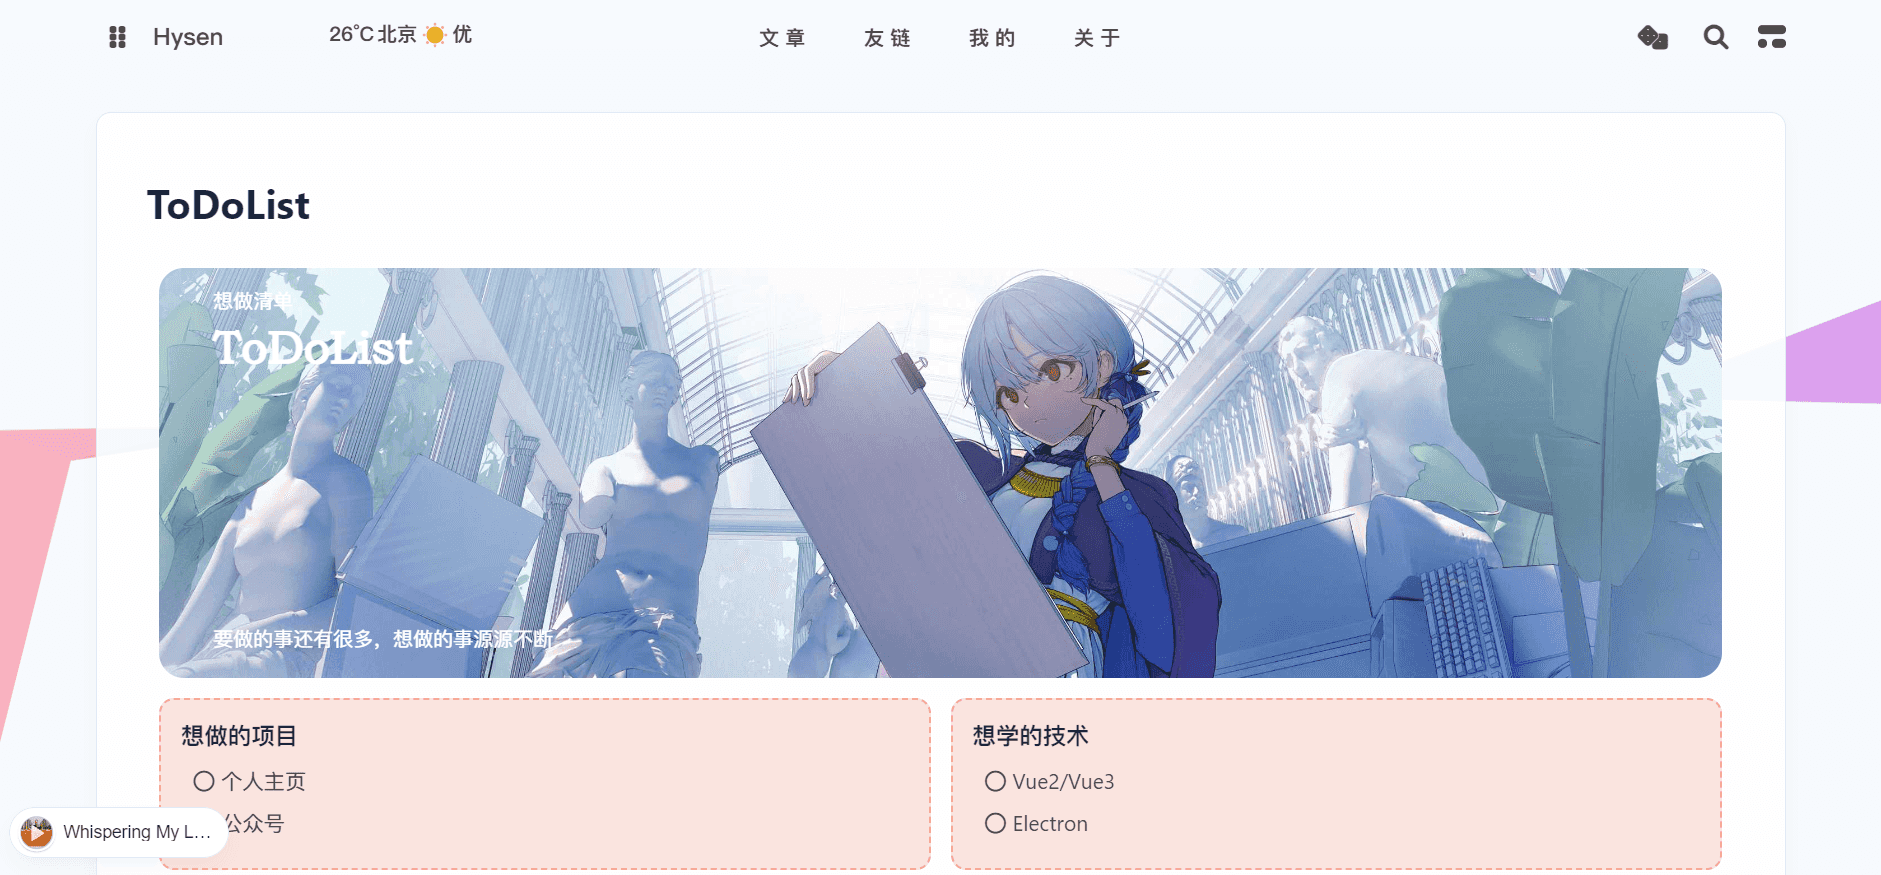 Hysen
26℃ 北京 优
文章 友链 我的 关于
ToDoList
想做清单
ToDoList
要做的事还有很多，想做的事源源不断
想做的项目
个人主页
公众号
想学的技术
Vue2/Vue3
Electron
Whispering My L...